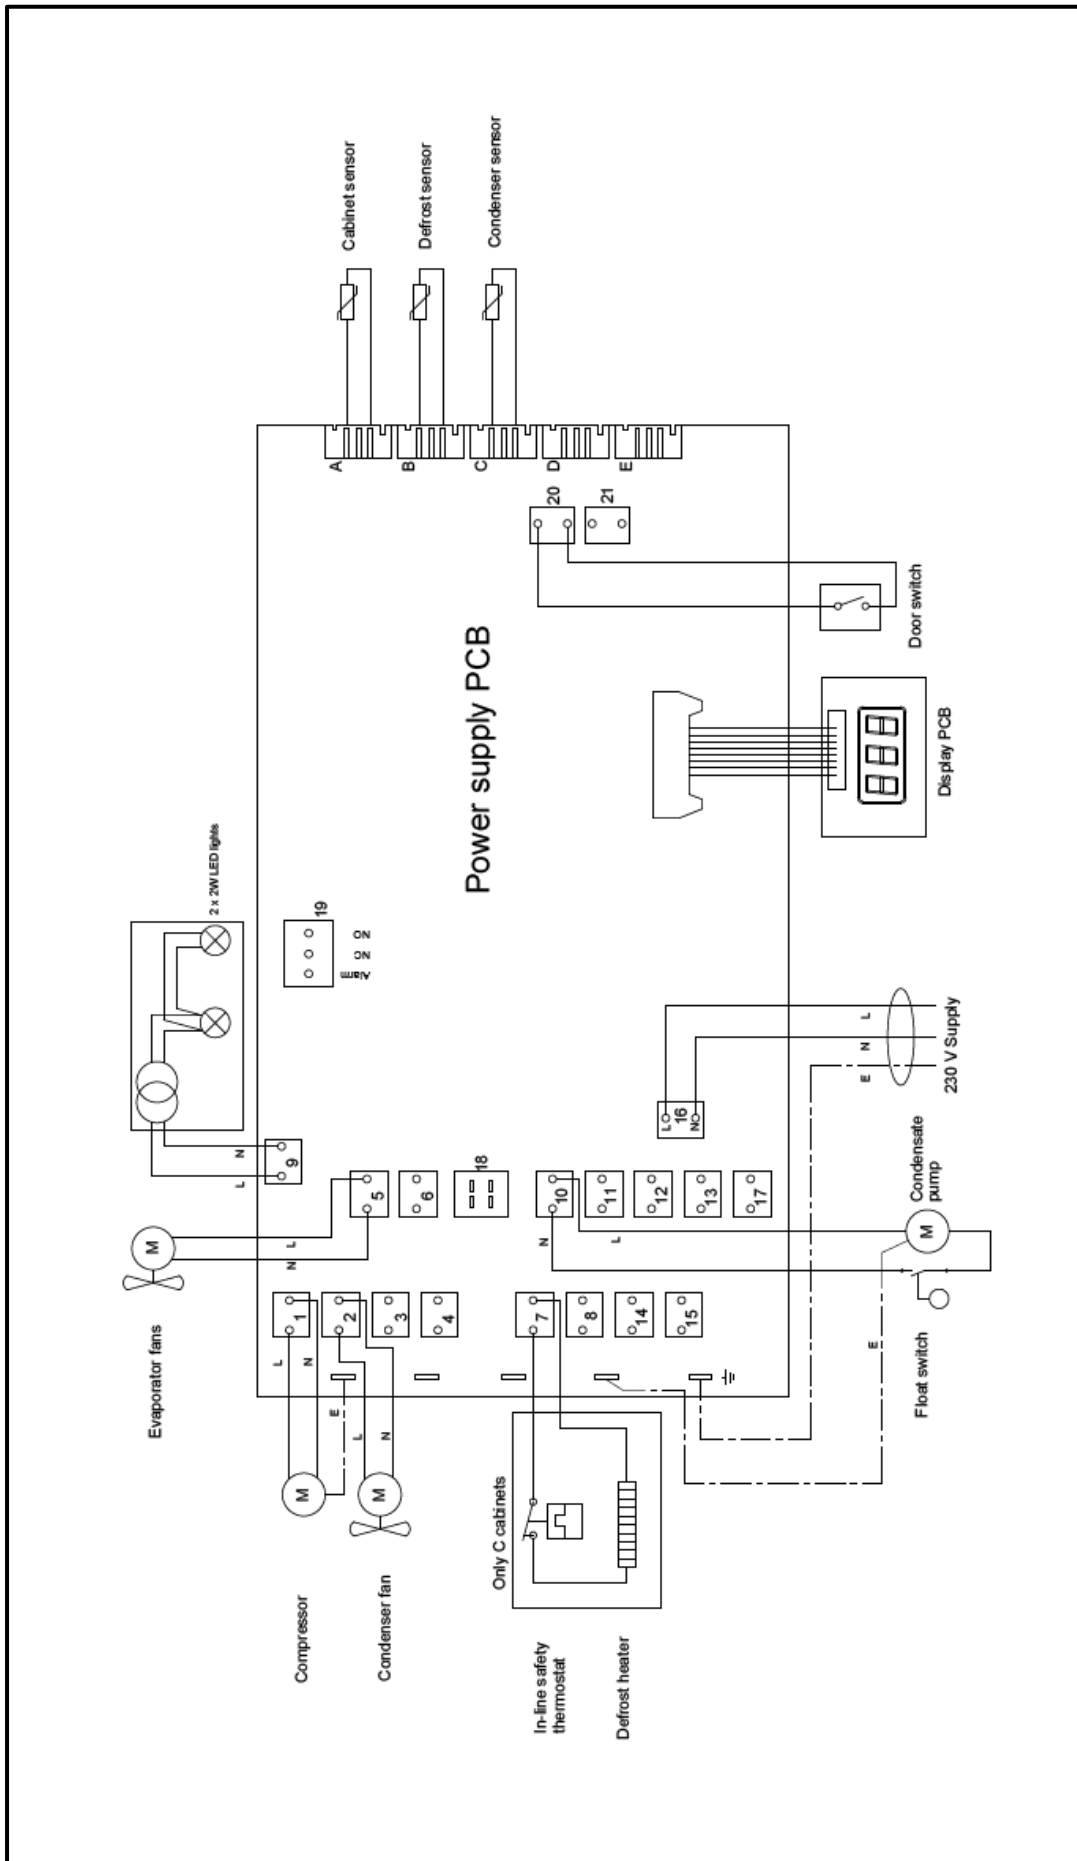 Cabinet sensor
Defrost sensor
Condenser sensor
A
B
C
D
E
20
21
Door switch
Power supply PCB
Display PCB
2 x 2W LED lights
19
NO
NC
Alarm
L
N
9
Evaporator fans
M
L
N
5
6
18
10
11
12
13
17
L
N
16
L
N
E
230 V Supply
Condensate
pump
M
N
L
Float switch
E
1
2
3
4
7
8
14
15
L
N
E
L
N
M
Compressor
M
Condenser fan
Only C cabinets
In-line safety
thermostat
Defrost heater